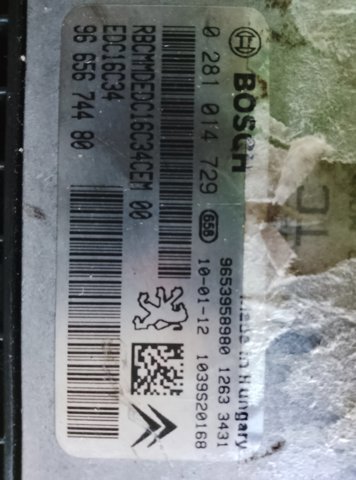 BOSCH
0 281 014 729 658
RBCMMDEDC16C34CEM 00
EDC16C34
96 656 744 80
Made in Hungary
9653958980 1263 3431
10-01-12 1039S20168